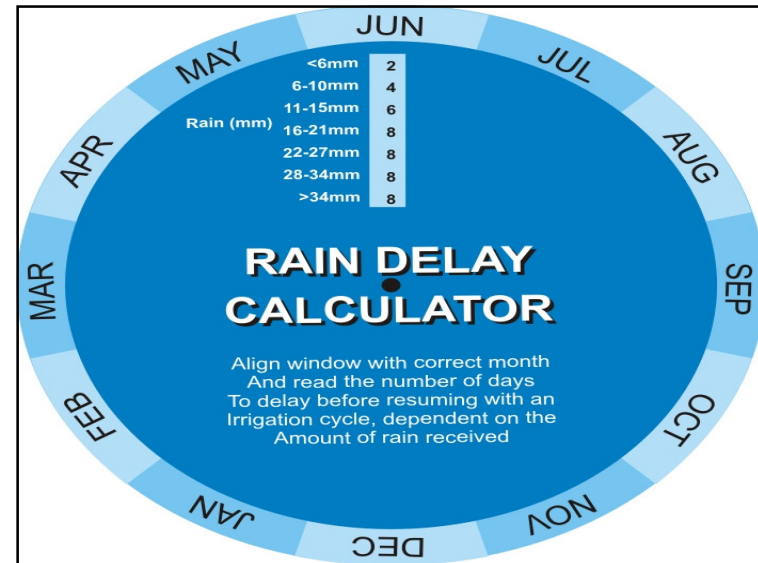 JUN
JUL
AUG
SEP
OCT
NOV
DEC
JAN
FEB
MAR
APR
MAY
<6mm 2
6-10mm 4
11-15mm 6
Rain (mm)
16-21mm 8
22-27mm 8
28-34mm 8
>34mm 8
RAIN DELAY
CALCULATOR
Align window with correct month
And read the number of days
To delay before resuming with an
Irrigation cycle, dependent on the
Amount of rain received